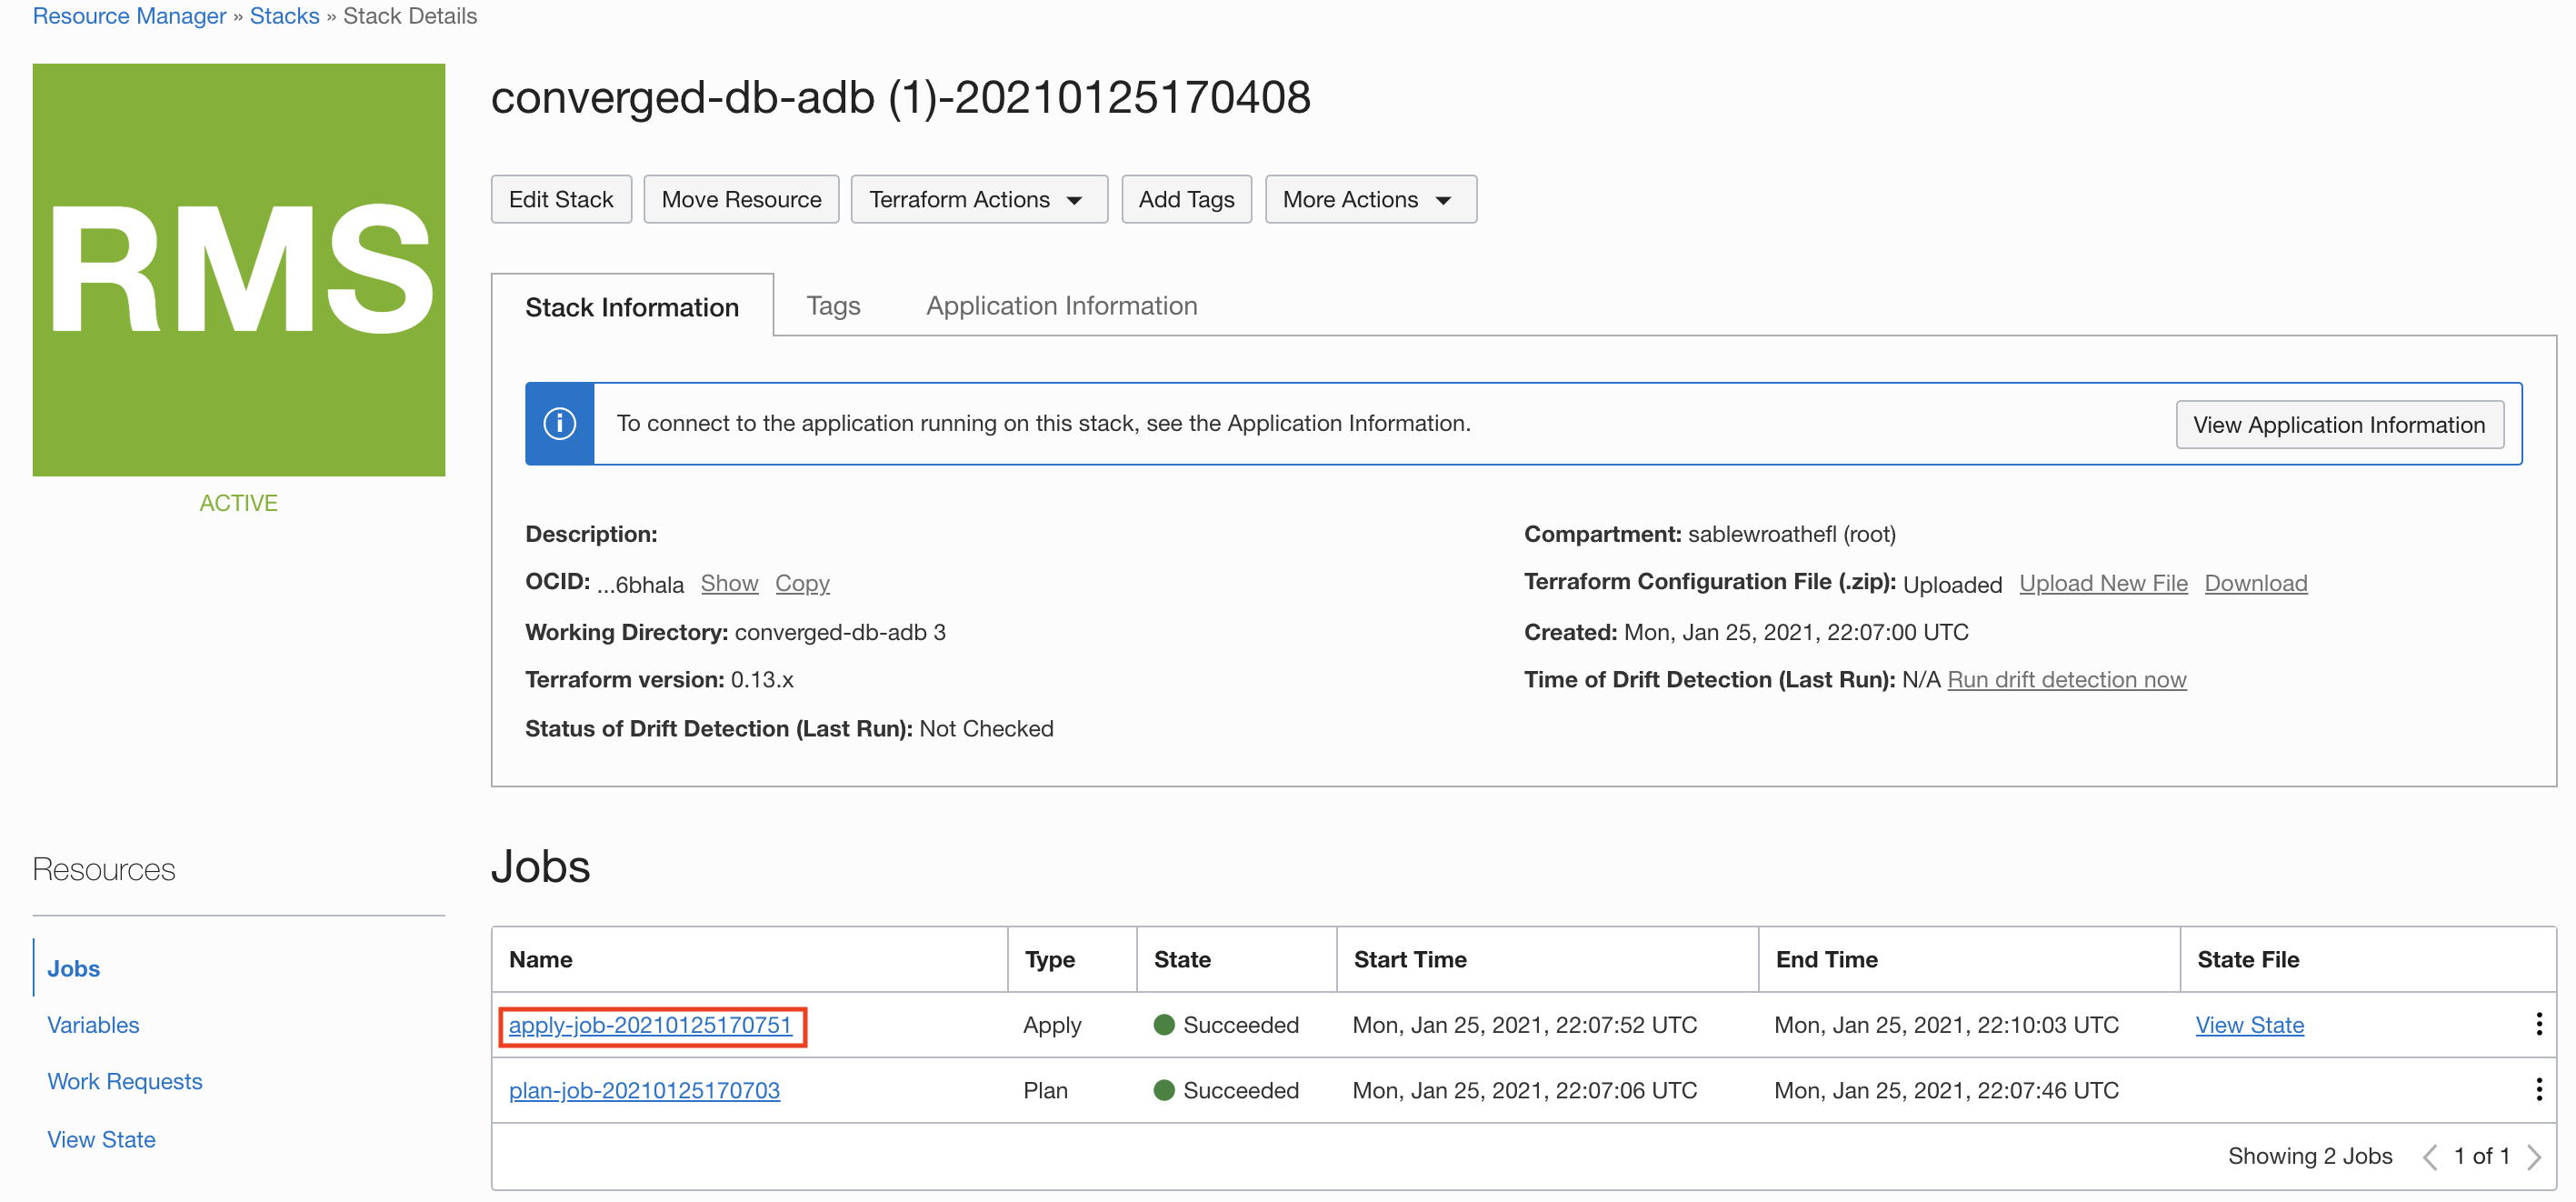 Resource Manager » Stacks » Stack Details
RMS
ACTIVE
converged-db-adb (1)-20210125170408
Edit Stack Move Resource Terraform Actions Add Tags More Actions
Stack Information Tags Application Information
To connect to the application running on this stack, see the Application Information. View Application Information
Description:
OCID: ...6bhala Show Copy
Working Directory: converged-db-adb 3
Terraform version: 0.13.x
Status of Drift Detection (Last Run): Not Checked
Compartment: sablewroathefl (root)
Terraform Configuration File (.zip): Uploaded Upload New File Download
Created: Mon, Jan 25, 2021, 22:07:00 UTC
Time of Drift Detection (Last Run): N/A Run drift detection now
Resources
Jobs
Variables
Work Requests
View State
Jobs
Name Type State Start Time End Time State File
apply-job-20210125170751 Apply Succeeded Mon, Jan 25, 2021, 22:07:52 UTC Mon, Jan 25, 2021, 22:10:03 UTC View State
plan-job-20210125170703 Plan Succeeded Mon, Jan 25, 2021, 22:07:06 UTC Mon, Jan 25, 2021, 22:07:46 UTC
Showing 2 Jobs 1 of 1